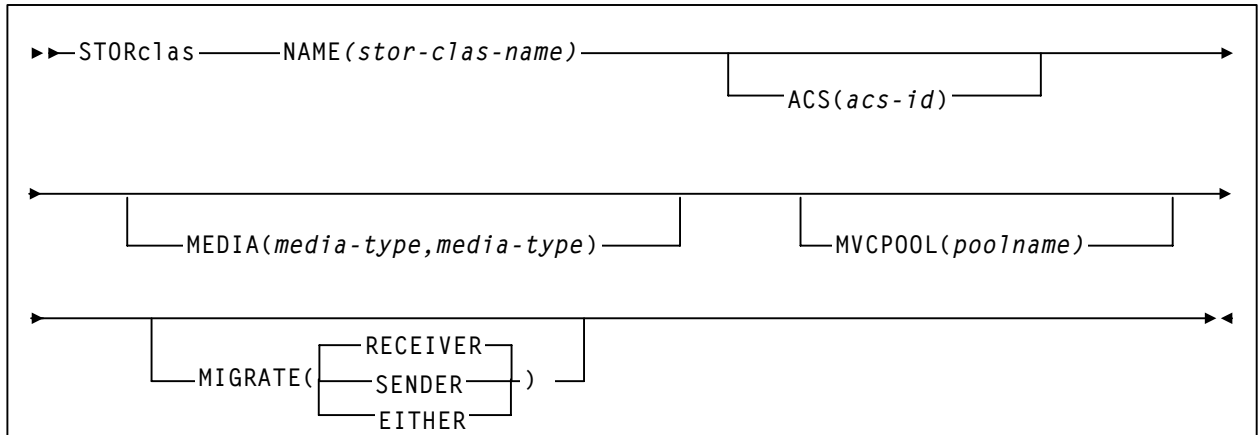 STORclas NAME(stor-clas-name)
ACS(acs-id)
MEDIA(media-type,media-type) MVCPOOL(poolname)
RECEIVER
MIGRATE( SENDER )
EITHER